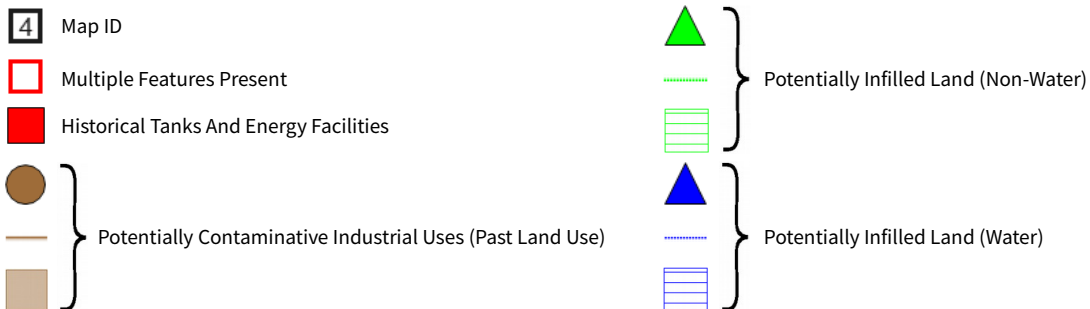 4 Map ID
Multiple Features Present
Historical Tanks And Energy Facilities
Potentially Contaminative Industrial Uses (Past Land Use)
Potentially Infilled Land (Non-Water)
Potentially Infilled Land (Water)